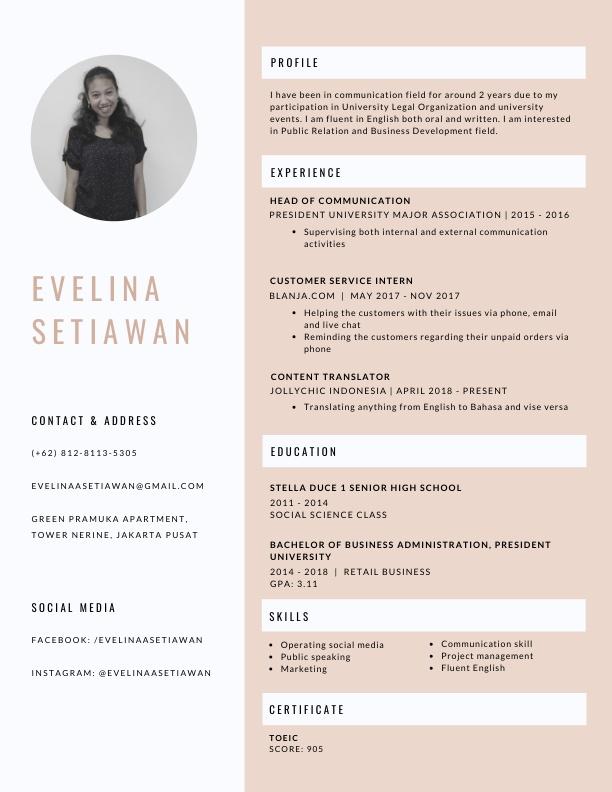 EVELINA
SETIAWAN
CONTACT & ADDRESS
(+62) 812-8113-5305
EVELINAASETIAWAN@GMAIL.COM
GREEN PRAMUKA APARTMENT,
TOWER NERINE, JAKARTA PUSAT
SOCIAL MEDIA
FACEBOOK: /EVELINAASETIAWAN
INSTAGRAM: @EVELINAASETIAWAN
PROFILE
I have been in communication field for around 2 years due to my
participation in University Legal Organization and university
events. I am fluent in English both oral and written. I am interested
in Public Relation and Business Development field.
EXPERIENCE
HEAD OF COMMUNICATION
PRESIDENT UNIVERSITY MAJOR ASSOCIATION | 2015 - 2016
• Supervising both internal and external communication
activities
CUSTOMER SERVICE INTERN
BLANJA.COM | MAY 2017 - NOV 2017
• Helping the customers with their issues via phone, email
and live chat
• Reminding the customers regarding their unpaid orders via
phone
CONTENT TRANSLATOR
JOLLYCHIC INDONESIA | APRIL 2018 - PRESENT
• Translating anything from English to Bahasa and vise versa
EDUCATION
STELLA DUCE 1 SENIOR HIGH SCHOOL
2011 - 2014
SOCIAL SCIENCE CLASS
BACHELOR OF BUSINESS ADMINISTRATION, PRESIDENT
UNIVERSITY
2014 - 2018 | RETAIL BUSINESS
GPA: 3.11
SKILLS
• Operating social media
• Public speaking
• Marketing
• Communication skill
• Project management
• Fluent English
CERTIFICATE
TOEIC
SCORE: 905